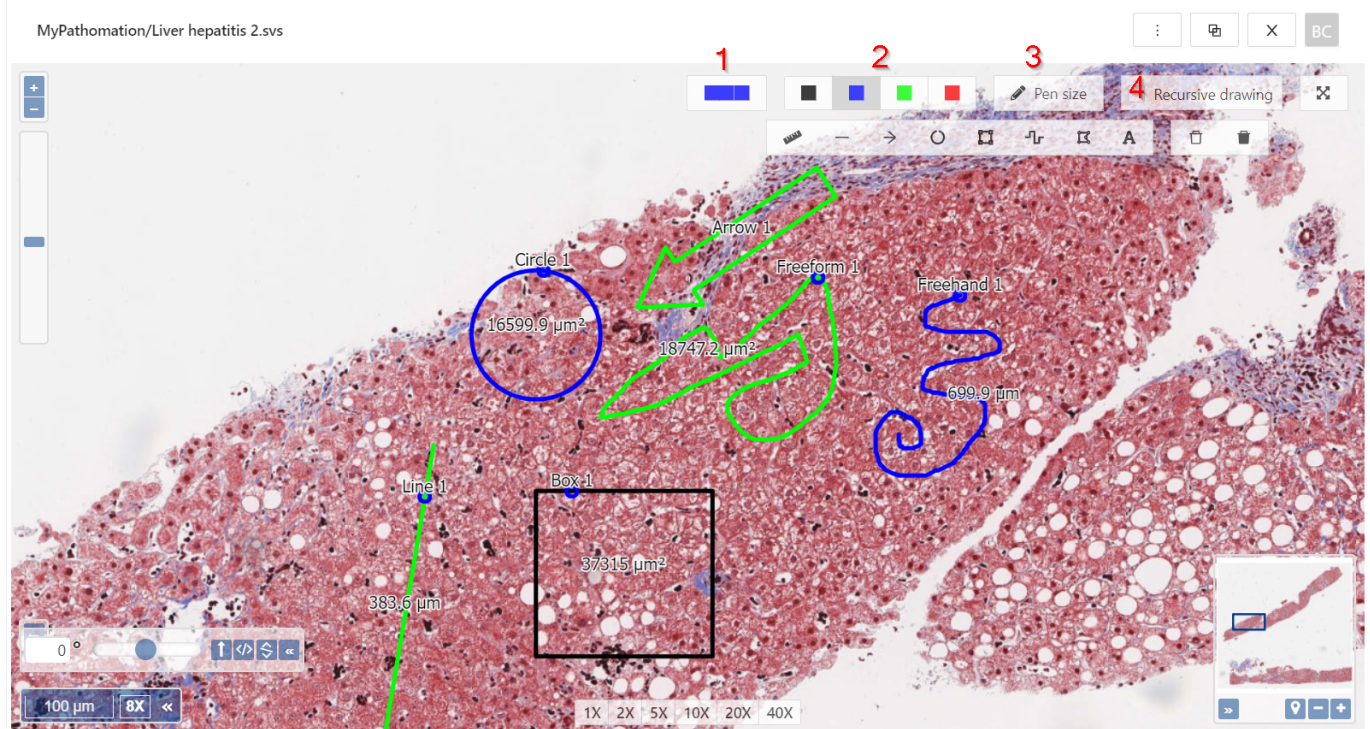 MyPathomation/Liver hepatitis 2.svs
BC
1
2
3
4
Pen size
Recursive drawing
A
Arrow 1
Circle 1
Freeform 1
Freehand 1
16599.9 µm²
18747.2 µm²
699.9 µm
Line 1
Box 1
37315 µm²
383.6 µm
0 °
100 µm
8X
1X 2X 5X 10X 20X 40X